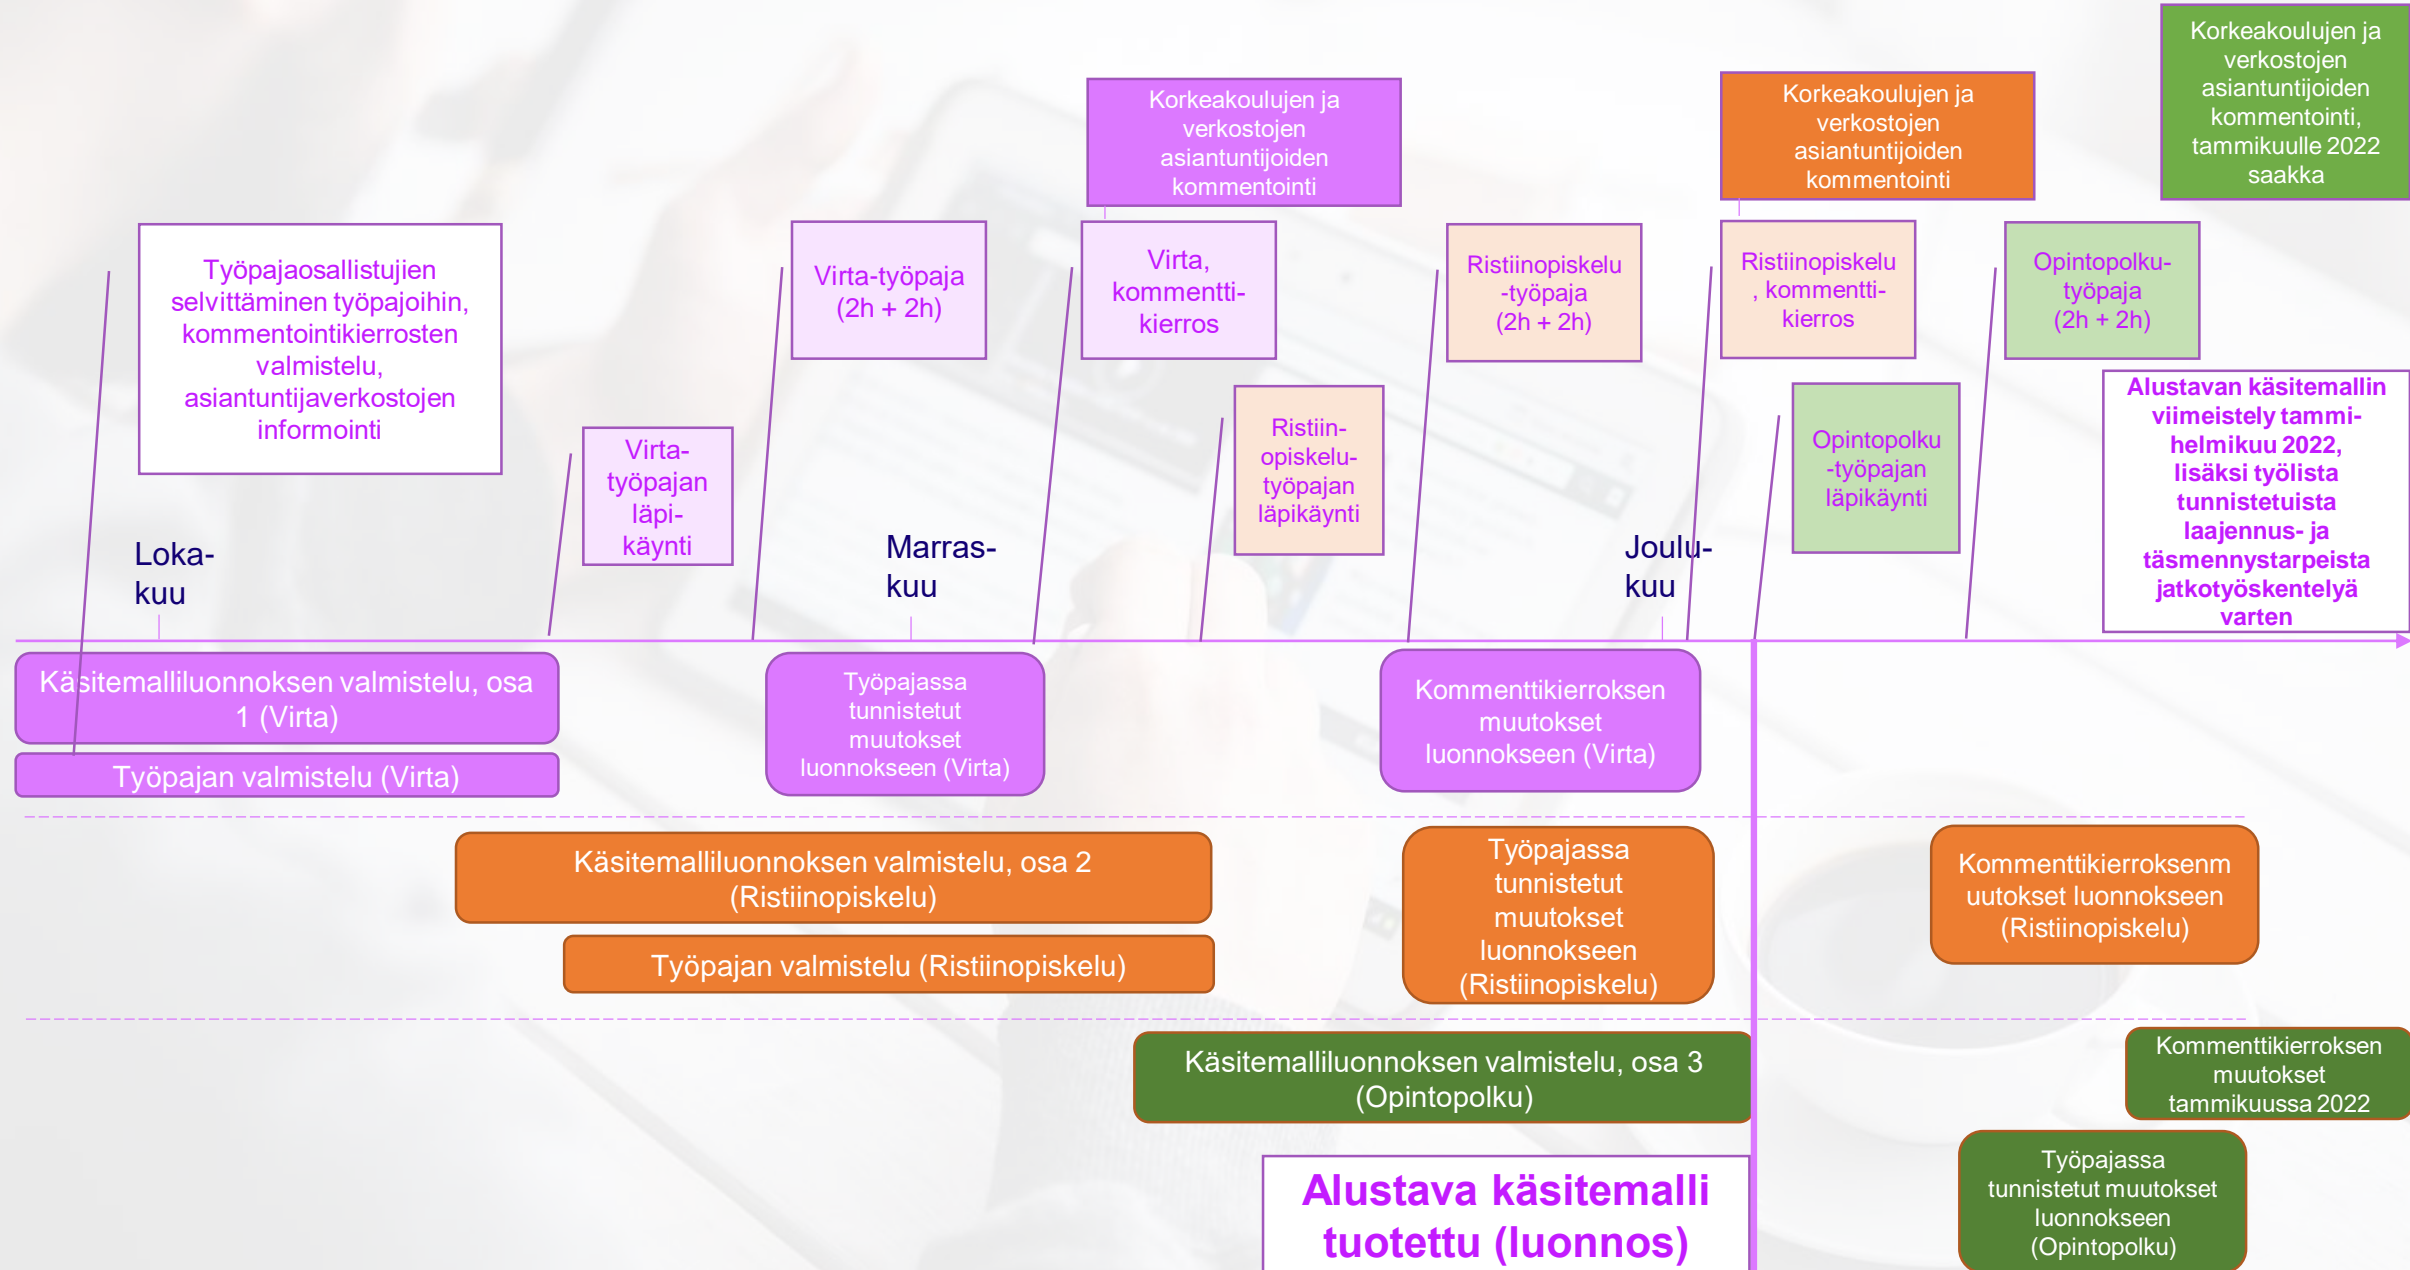 Korkeakoulujen ja
verkostojen
asiantuntijoiden
kommentointi,
tammikuulle 2022
saakka
Korkeakoulujen ja
verkostojen
asiantuntijoiden
kommentointi
Korkeakoulujen ja
verkostojen
asiantuntijoiden
kommentointi
Työpajaosallistujien
selvittäminen työpajoihin,
kommentointikierrosten
valmistelu,
asiantuntijaverkostojen
informointi
Virta-työpaja
(2h + 2h)
Virta,
kommentti-
kierros
Ristiinopiskelu
-työpaja
(2h + 2h)
Ristiinopiskelu
, kommentti-
kierros
Opintopolku-
työpaja
(2h + 2h)
Virta-
työpajan
läpi-
käynti
Ristiin-
opiskelu-
työpajan
läpikäynti
Opintopolku
-työpajan
läpikäynti
Alustavan käsitemallin
viimeistely tammi-
helmikuu 2022,
lisäksi työlista
tunnistetuista
laajennus- ja
täsmennystarpeista
jatkotyöskentelyä
varten
Loka-
kuu
Marras-
kuu
Joulu-
kuu
Käsitemalliluonnoksen valmistelu, osa
1 (Virta)
Työpajan valmistelu (Virta)
Työpajassa
tunnistetut
muutokset
luonnokseen (Virta)
Kommenttikierroksen
muutokset
luonnokseen (Virta)
Käsitemalliluonnoksen valmistelu, osa 2
(Ristiinopiskelu)
Työpajan valmistelu (Ristiinopiskelu)
Työpajassa
tunnistetut
muutokset
luonnokseen
(Ristiinopiskelu)
Kommenttikierroksenm
uutokset luonnokseen
(Ristiinopiskelu)
Käsitemalliluonnoksen valmistelu, osa 3
(Opintopolku)
Kommenttikierroksen
muutokset
tammikuussa 2022
Työpajassa
tunnistetut muutokset
luonnokseen
(Opintopolku)
Alustava käsitemalli
tuotettu (luonnos)